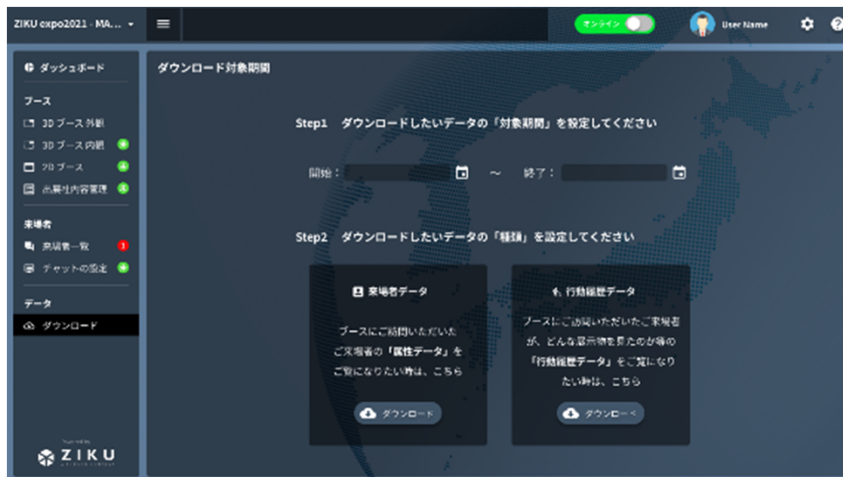 ZIKU expo2021 - MA...
オンライン
User Name
ダッシュボード
ブース
3D ブース 外観
3D ブース 内観
2D ブース
出展社内容管理
来場者
来場者一覧
1
チャットの設定
データ
ダウンロード
ZIKU
ダウンロード対象期間
Step1 ダウンロードしたいデータの「対象期間」を設定してください
開始： ～ 終了：
Step2 ダウンロードしたいデータの「種類」を設定してください
来場者データ
ブースにご訪問いただいた
ご来場者の「属性データ」を
ご覧になりたい時は、こちら
ダウンロード
行動履歴データ
ブースにご訪問いただいたご来場者
が、どんな展示物を見たのか等の
「行動履歴データ」をご覧になり
たい時は、こちら
ダウンロード